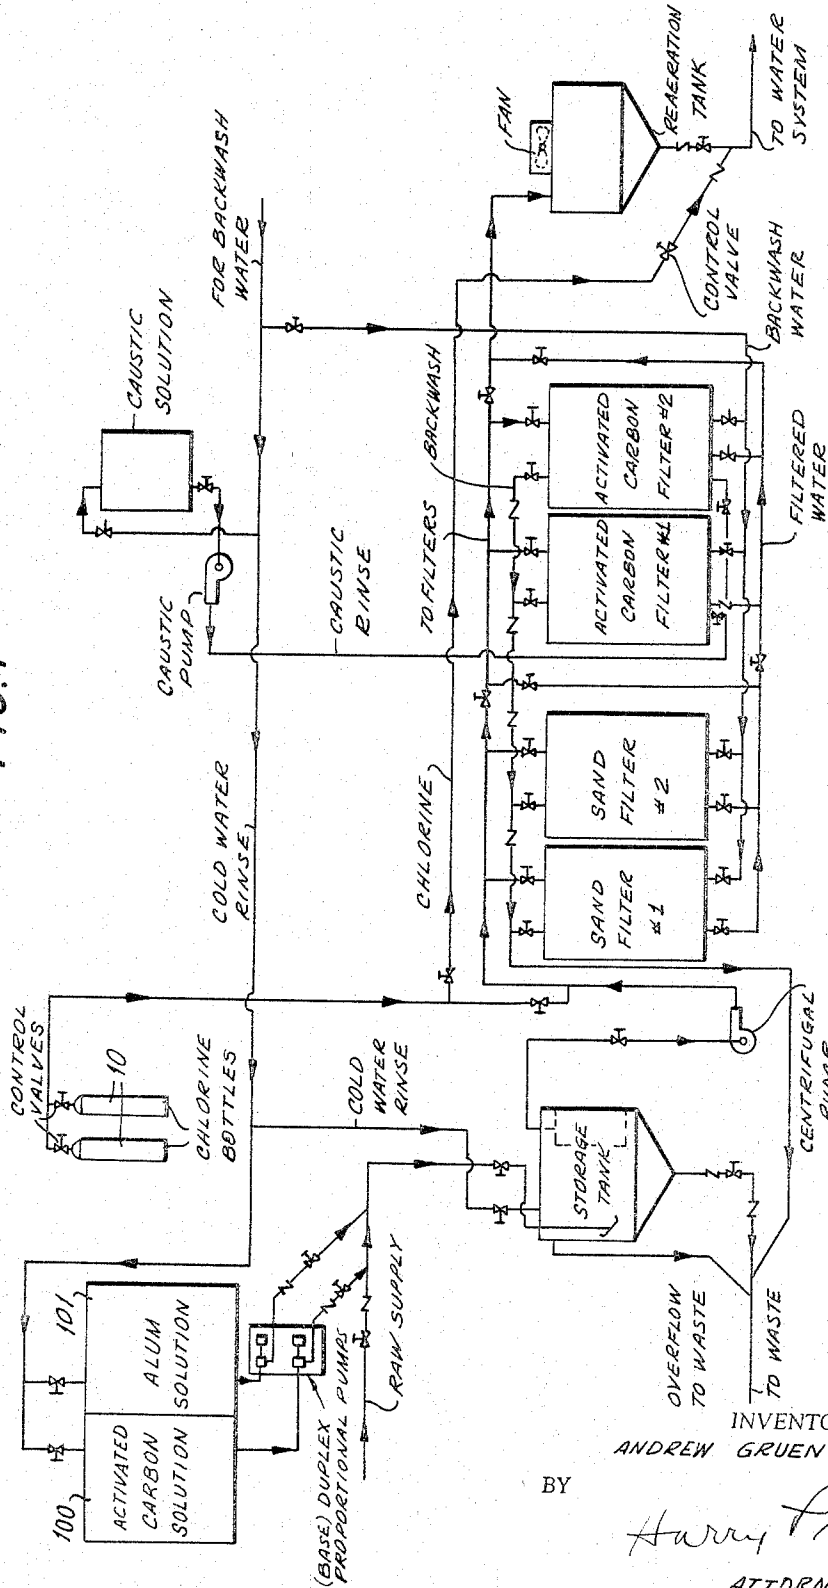 FAN
REAERATION
TANK
TO WATER
SYSTEM
CONTROL
VALVE
BACKWASH
WATER
FILTERED
WATER
FOR BACKWASH
WATER
CAUSTIC
SOLUTION
CAUSTIC
PUMP
CAUSTIC
RINSE
TO FILTERS
BACKWASH
ACTIVATED
CARBON
FILTER #2
ACTIVATED
CARBON
FILTER #1
SAND
FILTER
#2
SAND
FILTER
#1
COLD WATER
RINSE
CHLORINE
CONTROL
VALVES
10
CHLORINE
BOTTLES
COLD
WATER
RINSE
STORAGE
TANK
CENTRIFUGAL
101
ALUM
SOLUTION
100
ACTIVATED
CARBON
SOLUTION
(BASE) DUPLEX
PROPORTIONAL PUMPS
RAW SUPPLY
OVERFLOW
TO WASTE
TO WASTE
INVENTO
ANDREW GRUEN
BY
Harry
ATTORN